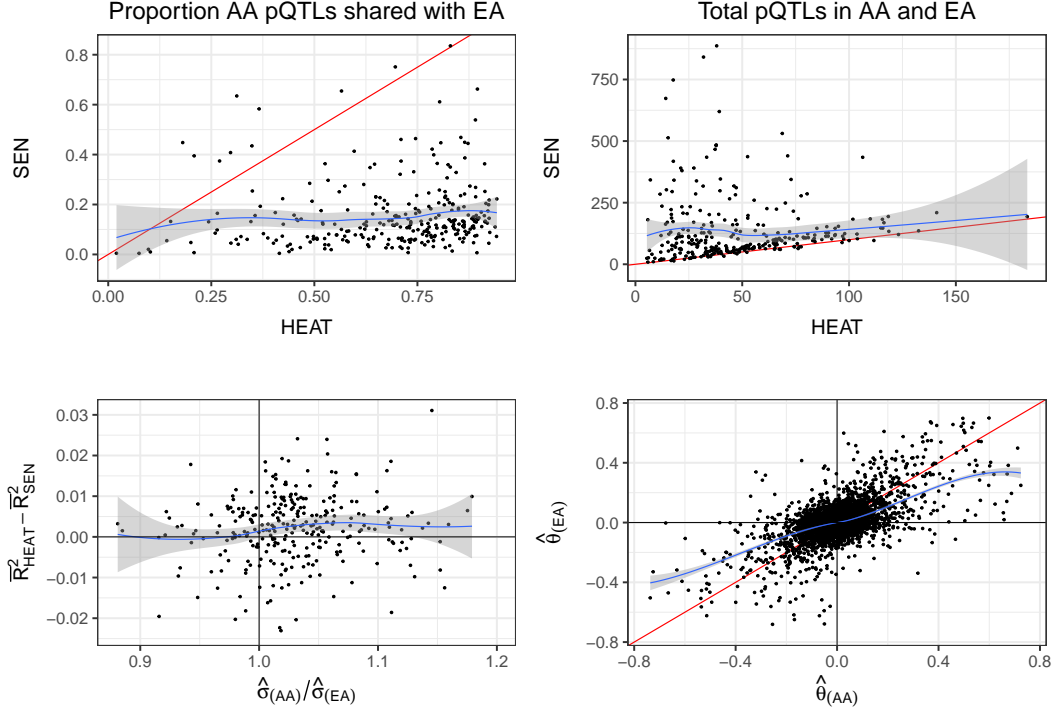 Proportion AA pQTLs shared with EA
SEN
0.8
0.6
0.4
0.2
0.0
0.00 0.25 0.50 0.75
HEAT
Total pQTLs in AA and EA
SEN
750
500
250
0
0 50 100 150
HEAT
R̅²HEAT − R̅²SEN
0.03
0.02
0.01
0.00
−0.01
−0.02
0.9 1.0 1.1 1.2
σ̂(AA)/σ̂(EA)
θ̂(EA)
0.8
0.4
0.0
−0.4
−0.8
−0.8 −0.4 0.0 0.4 0.8
θ̂(AA)